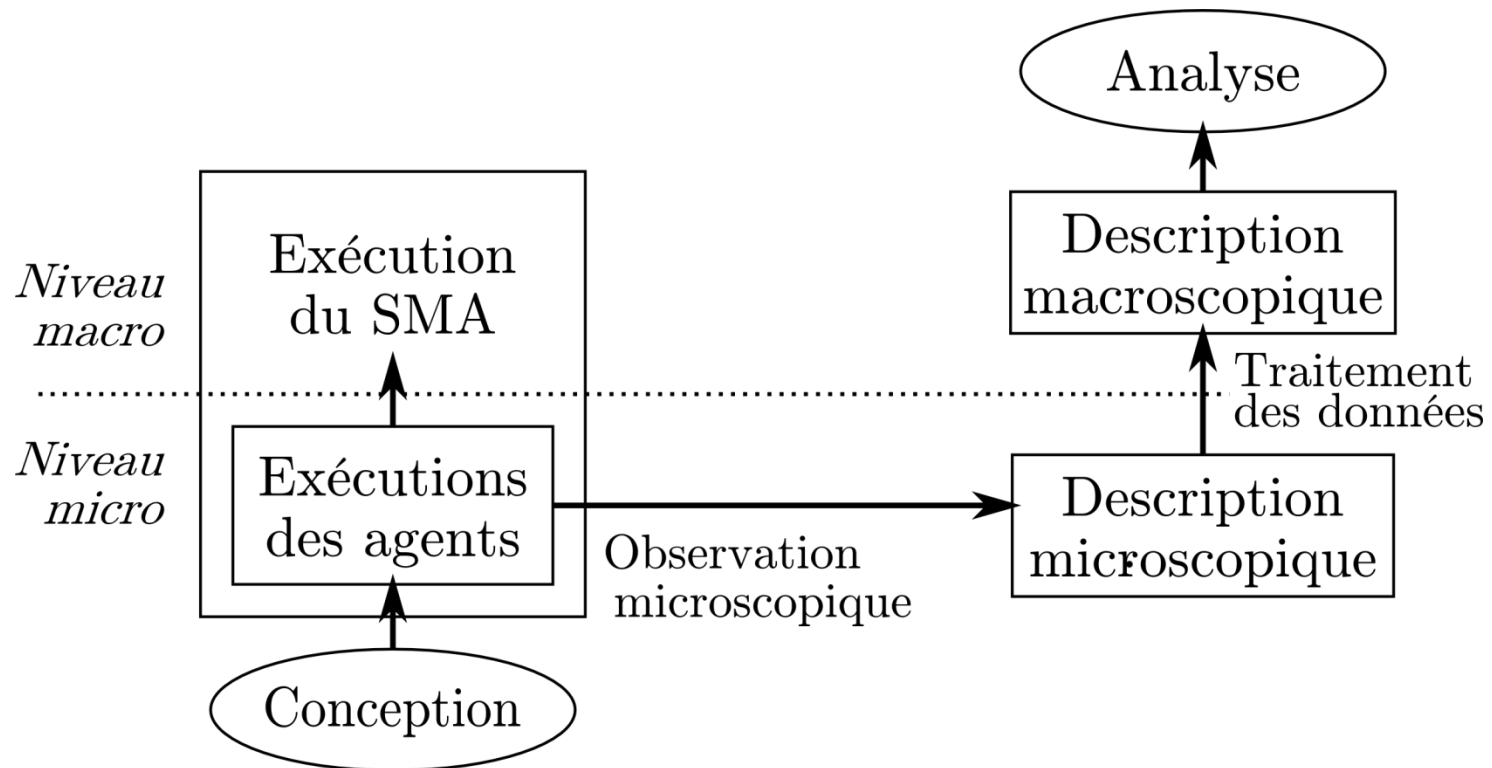 Analyse
Description
macroscopique
Exécution
du SMA
Niveau
macro
Traitement
des données
Niveau
micro
Exécutions
des agents
Description
microscopique
Observation
microscopique
Conception